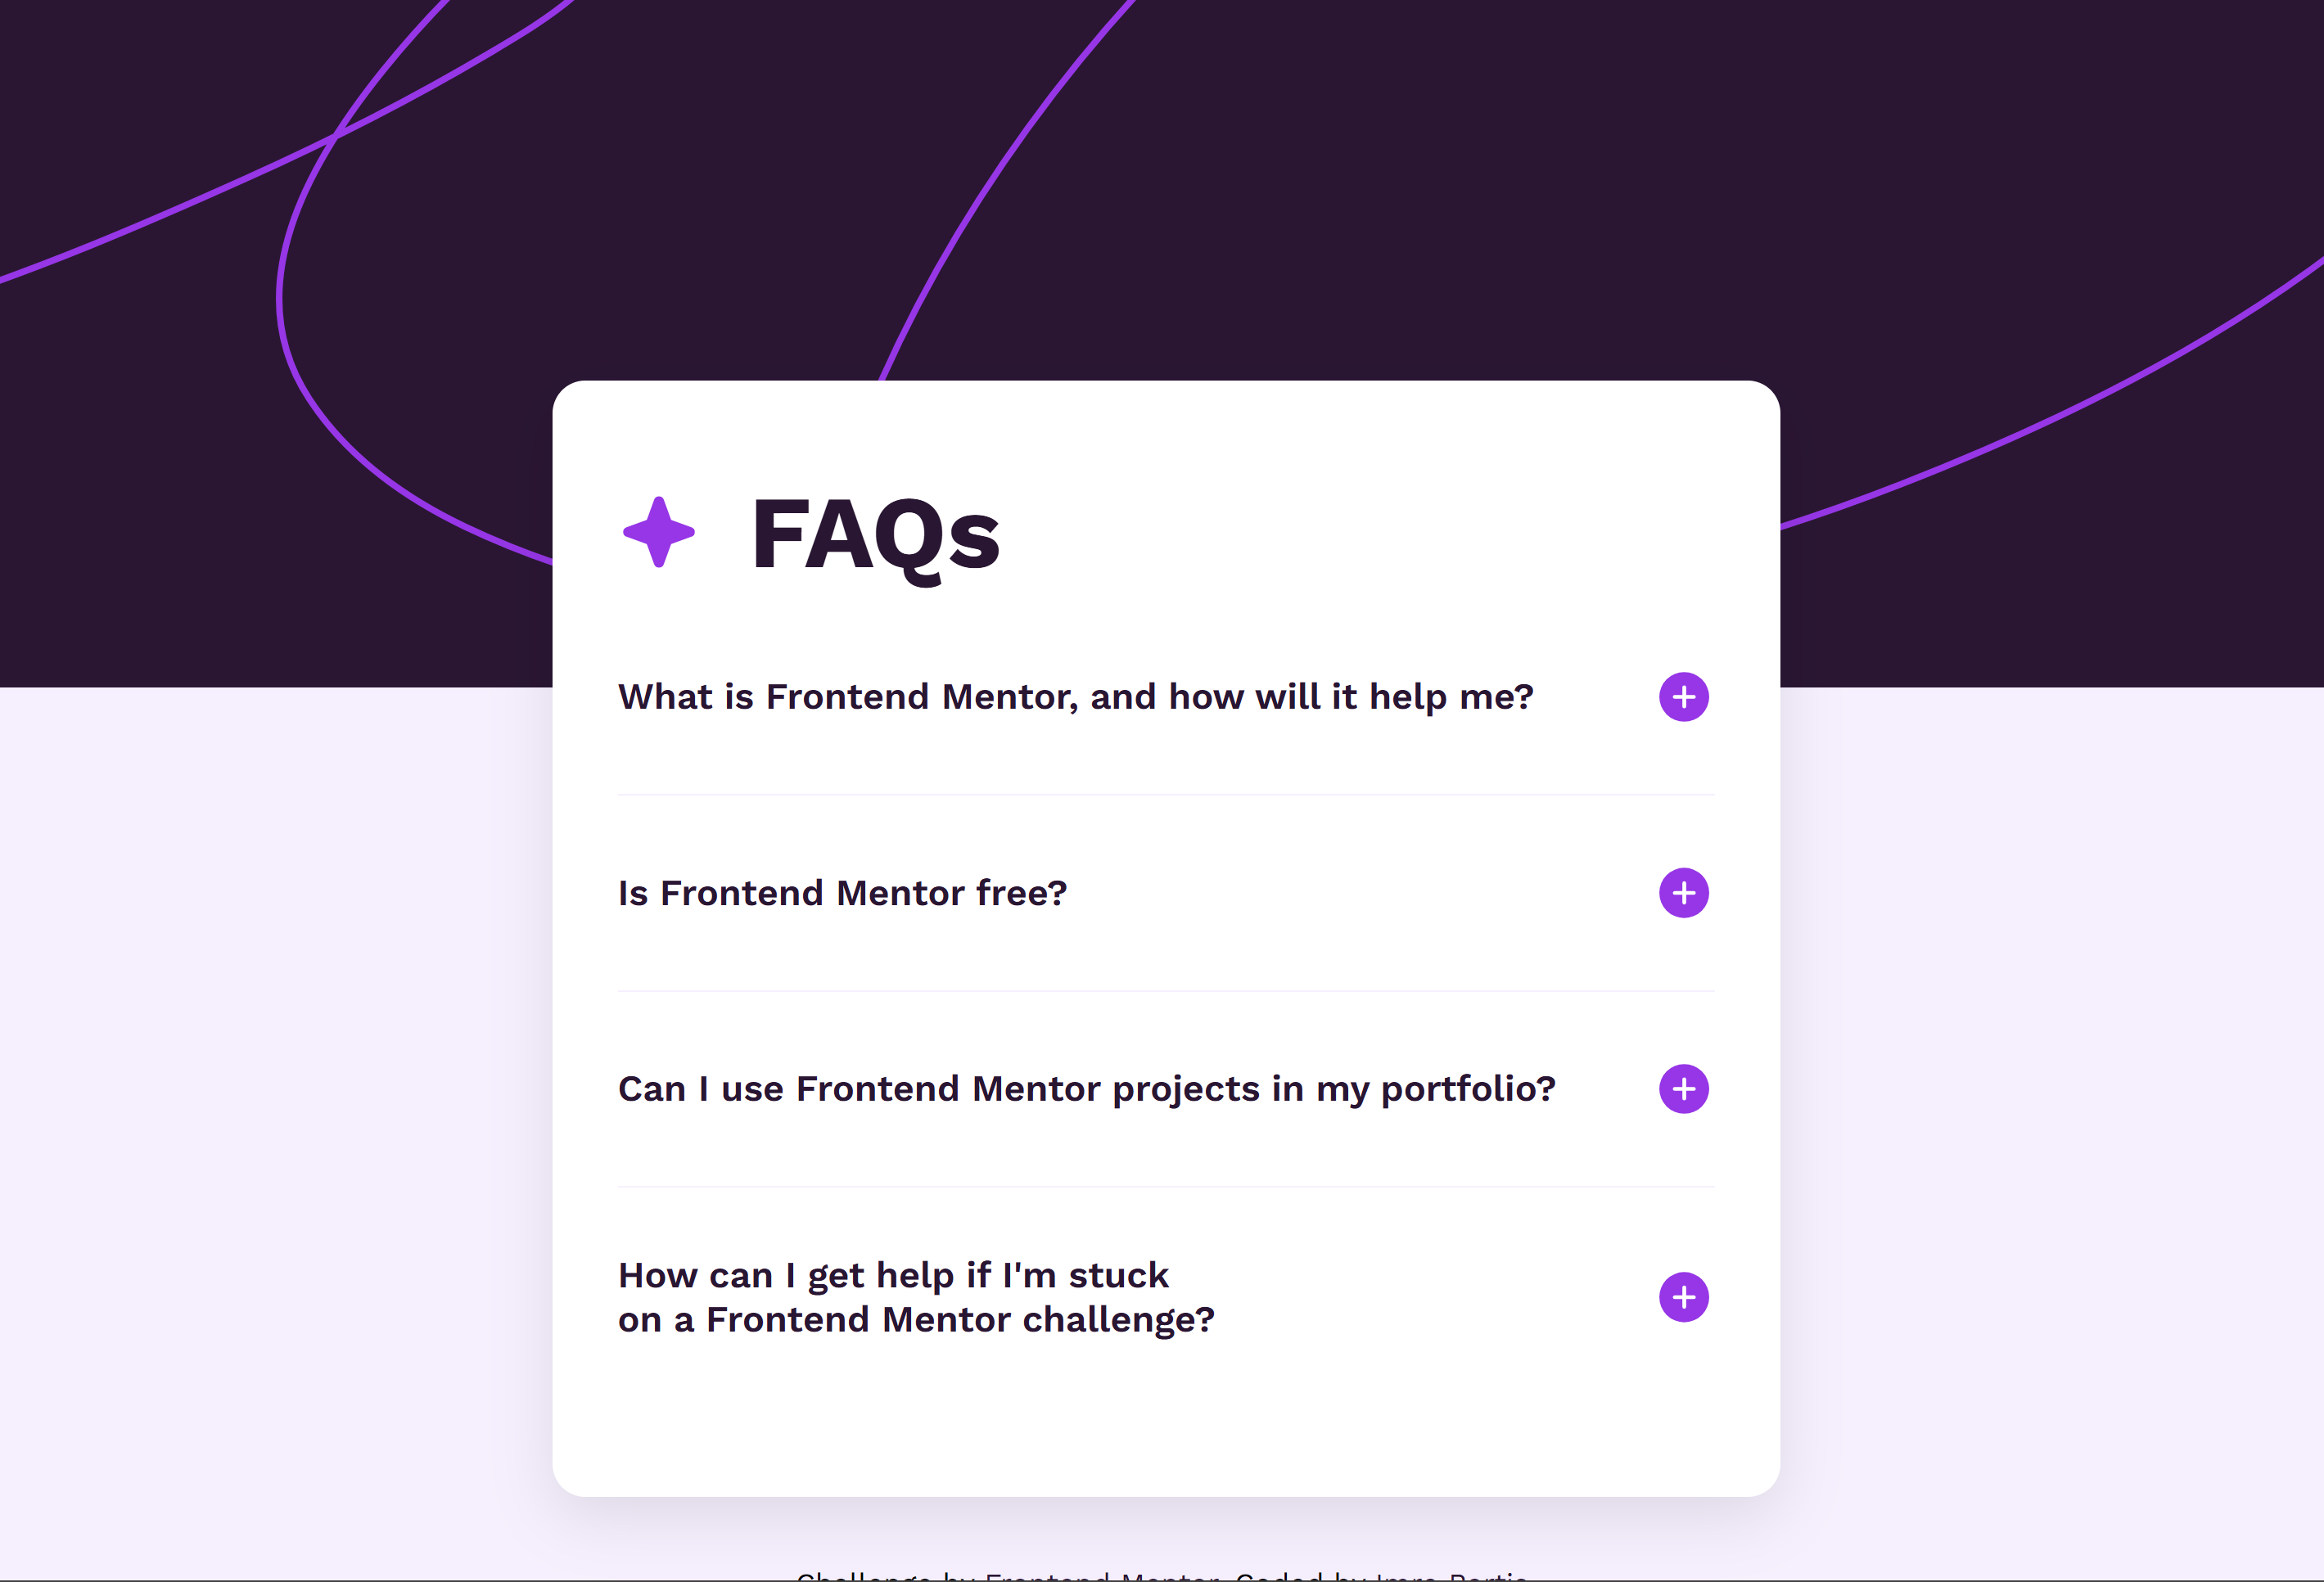 FAQs
What is Frontend Mentor, and how will it help me?
Is Frontend Mentor free?
Can I use Frontend Mentor projects in my portfolio?
How can I get help if I'm stuck
on a Frontend Mentor challenge?
Challenge by Frontend Mentor. Coded by